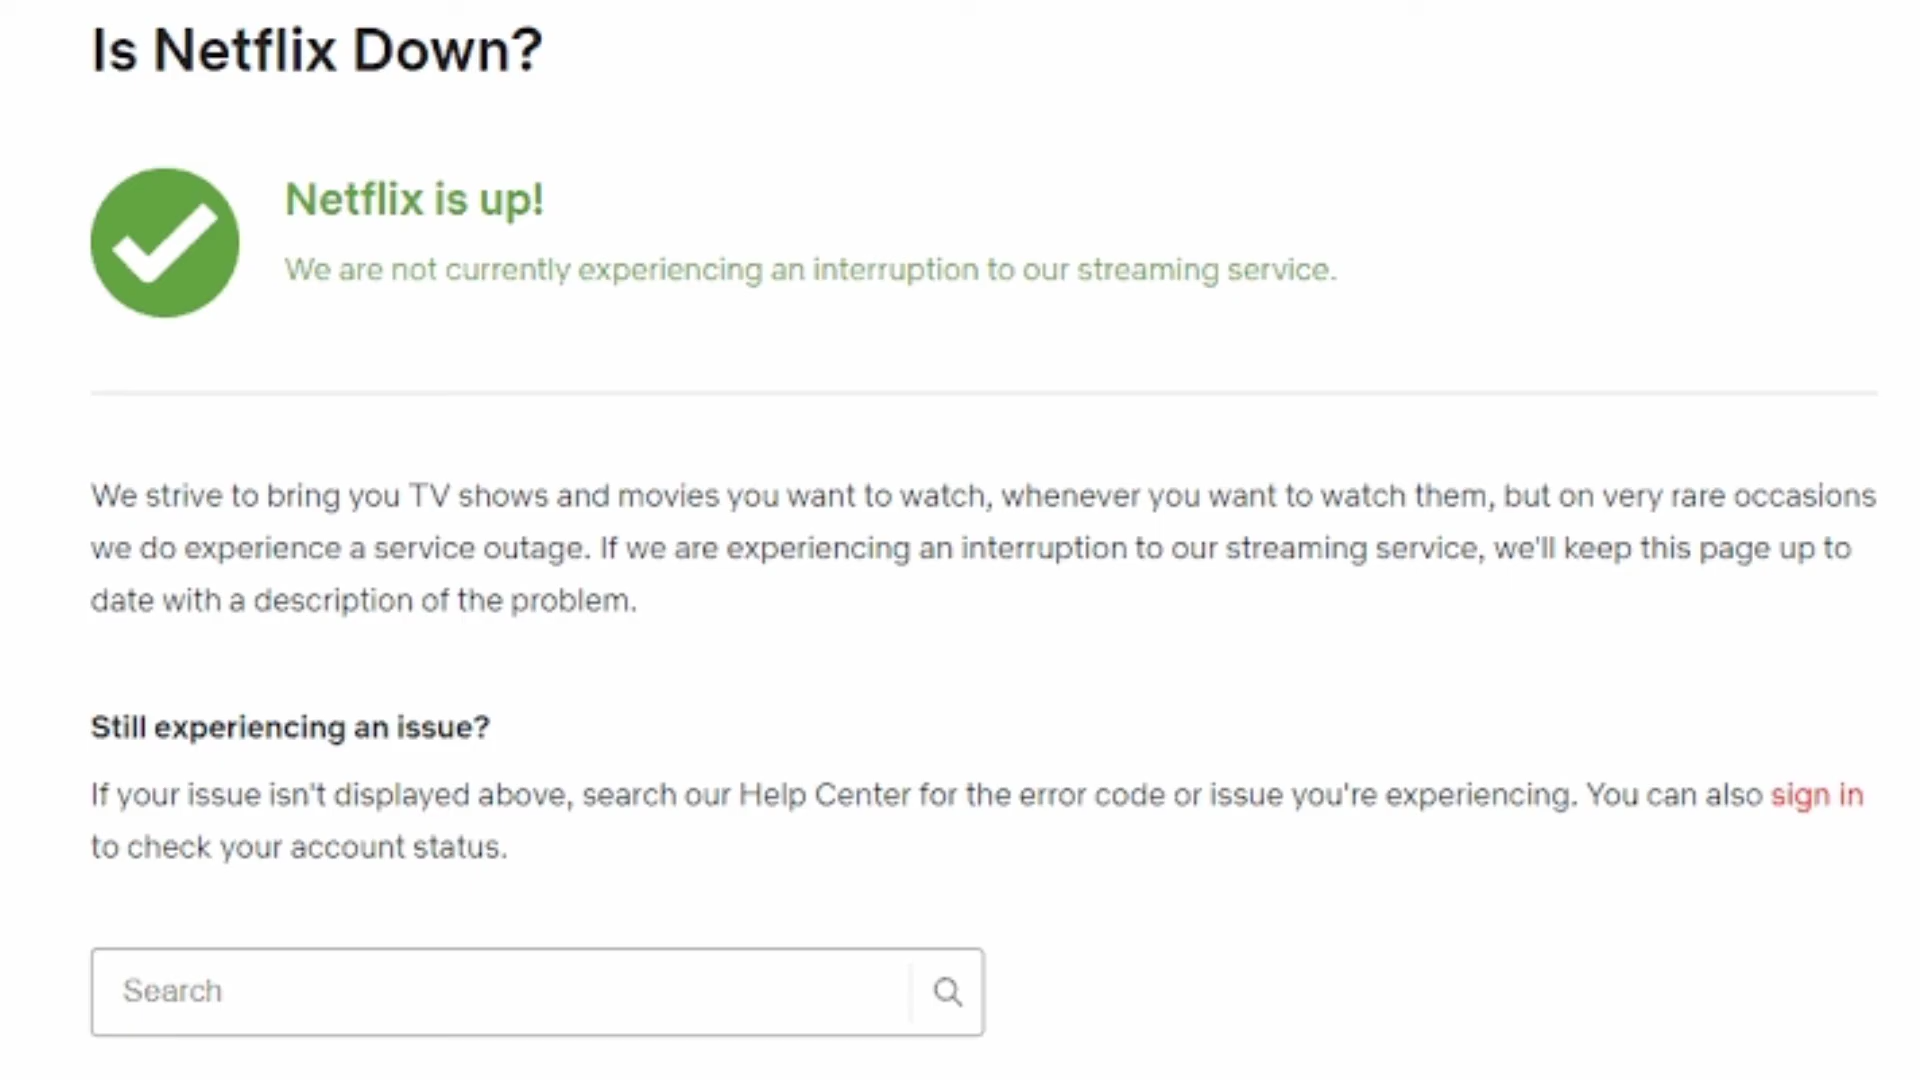 Is Netflix Down?
Netflix is up!
We are not currently experiencing an interruption to our streaming service.
We strive to bring you TV shows and movies you want to watch, whenever you want to watch them, but on very rare occasions
we do experience a service outage. If we are experiencing an interruption to our streaming service, we'll keep this page up to
date with a description of the problem.
Still experiencing an issue?
If your issue isn't displayed above, search our Help Center for the error code or issue you're experiencing. You can also sign in
to check your account status.
Search